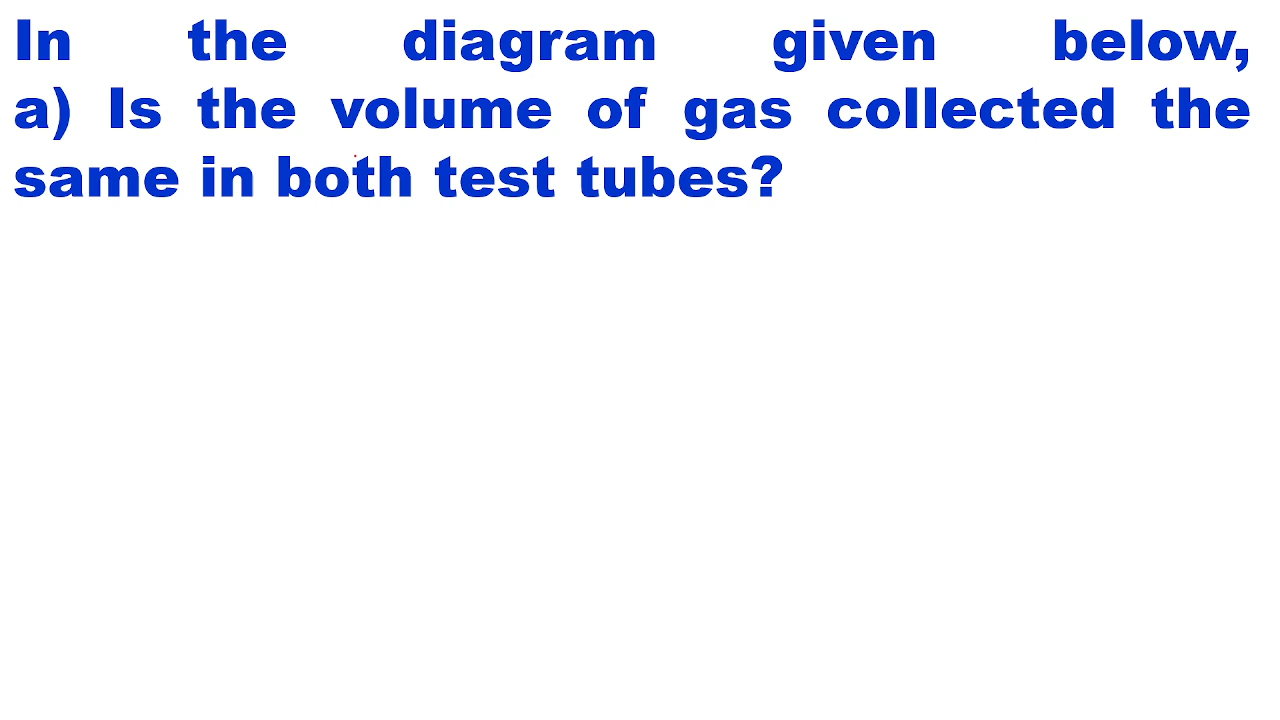 In the diagram given below,
a) Is the volume of gas collected the
same in both test tubes?